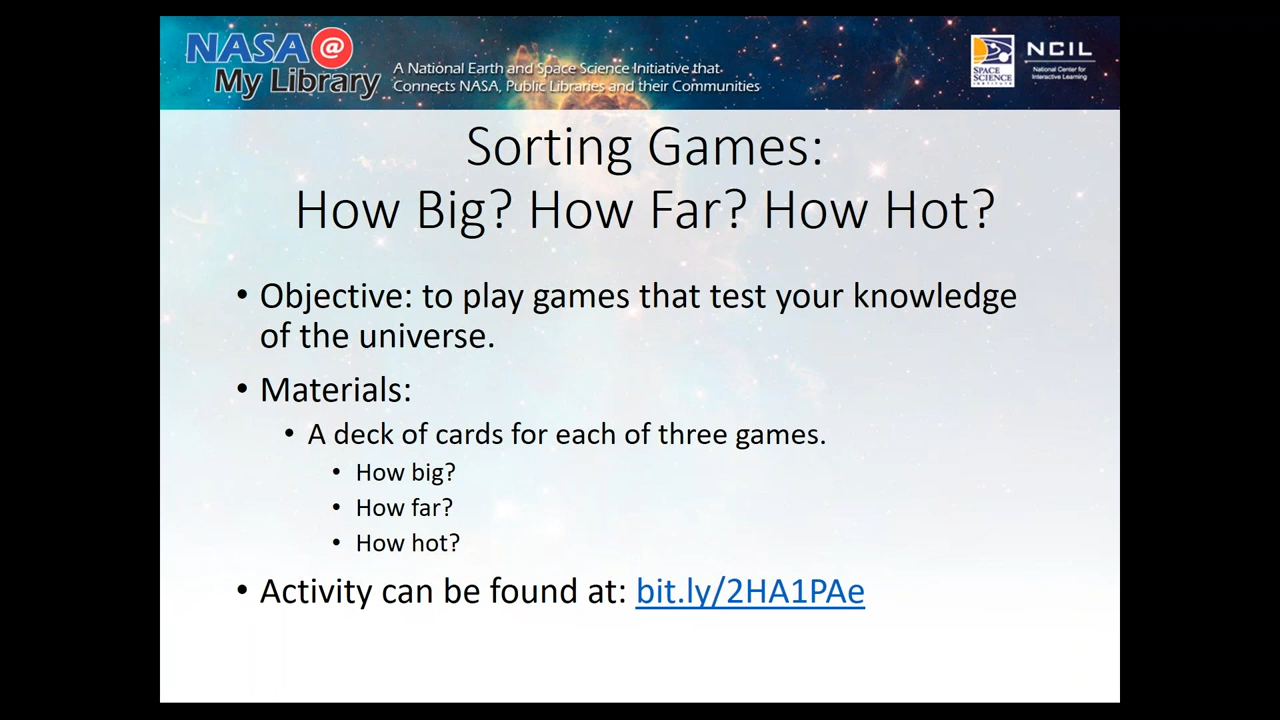 NASA@
My Library
A National Earth and Space Science Initiative that
Connects NASA, Public Libraries and their Communities
SPACE
SCIENCE
INSTITUTE
NCIL
National Center for
Interactive Learning
Sorting Games:
How Big? How Far? How Hot?
• Objective: to play games that test your knowledge
of the universe.
• Materials:
• A deck of cards for each of three games.
• How big?
• How far?
• How hot?
• Activity can be found at: bit.ly/2HA1PAe